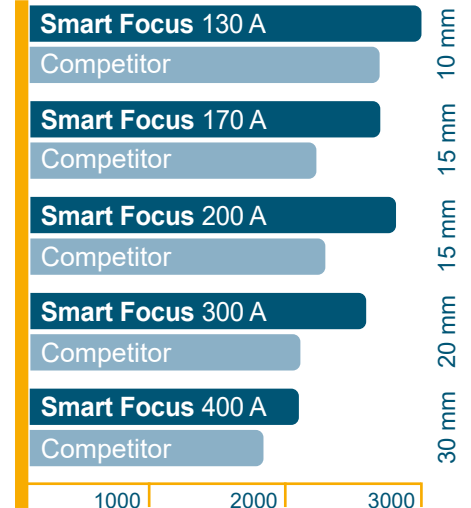 Smart Focus 130 A
Competitor
10 mm
Smart Focus 170 A
Competitor
15 mm
Smart Focus 200 A
Competitor
15 mm
Smart Focus 300 A
Competitor
20 mm
Smart Focus 400 A
Competitor
30 mm
1000 2000 3000